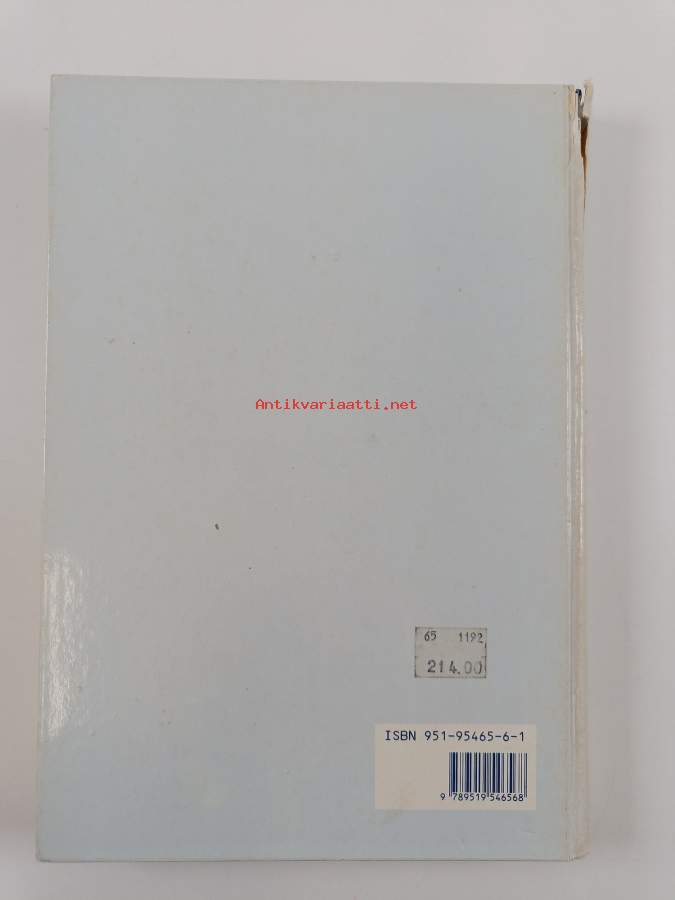 Antikvariaatti.net
65 1192
214.00
ISBN 951-95465-6-1
9 789519 546568